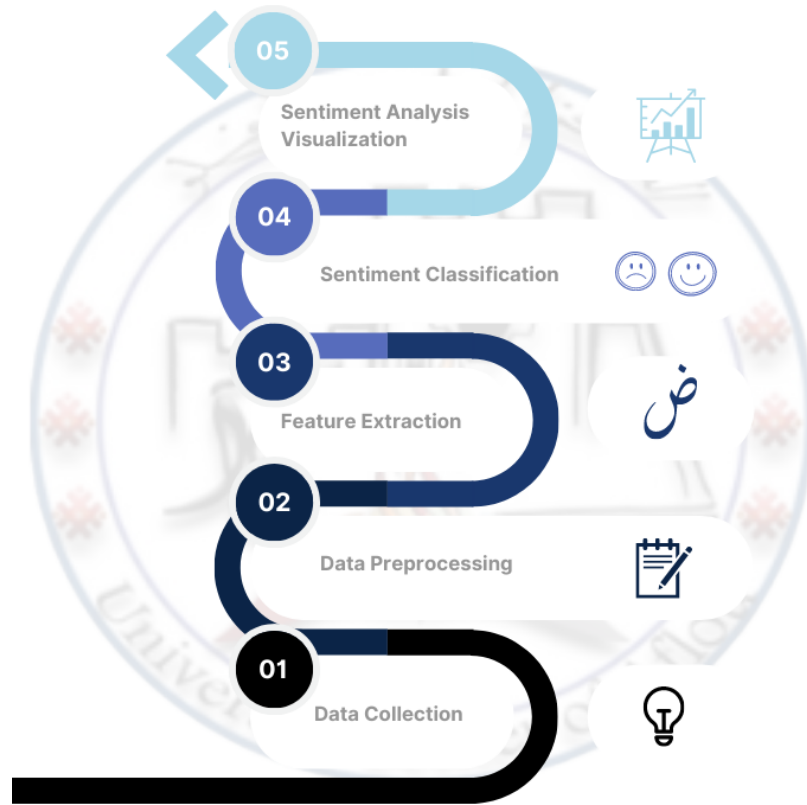 05
Sentiment Analysis
Visualization
04
Sentiment Classification
03
Feature Extraction
ض
02
Data Preprocessing
01
Data Collection